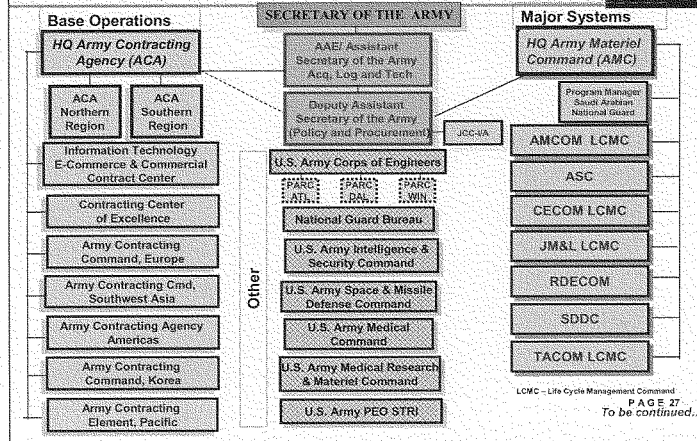 Base Operations
SECRETARY OF THE ARMY
Major Systems
HQ Army Contracting
Agency (ACA)
AAE/ Assistant
Secretary of the Army
Acq, Log and Tech
HQ Army Materiel
Command (AMC)
ACA
Northern
Region
ACA
Southern
Region
Deputy Assistant
Secretary of the Army
(Policy and Procurement)
JCC-I/A
Program Manager
Saudi Arabian
National Guard
Information Technology
E-Commerce & Commercial
Contract Center
Contracting Center
of Excellence
Army Contracting
Command, Europe
Army Contracting Cmd,
Southwest Asia
Army Contracting Agency
Americas
Army Contracting
Command, Korea
Army Contracting
Element, Pacific
Other
U.S. Army Corps of Engineers
PARC
ATL
PARC
DAL
PARC
WIN
National Guard Bureau
U.S. Army Intelligence &
Security Command
U.S. Army Space & Missile
Defense Command
U.S. Army Medical
Command
U.S. Army Medical Research
& Materiel Command
U.S. Army PEO STRI
AMCOM LCMC
ASC
CECOM LCMC
JM&L LCMC
RDECOM
SDDC
TACOM LCMC
LCMC – Life Cycle Management Command
PAGE 27
To be continued..